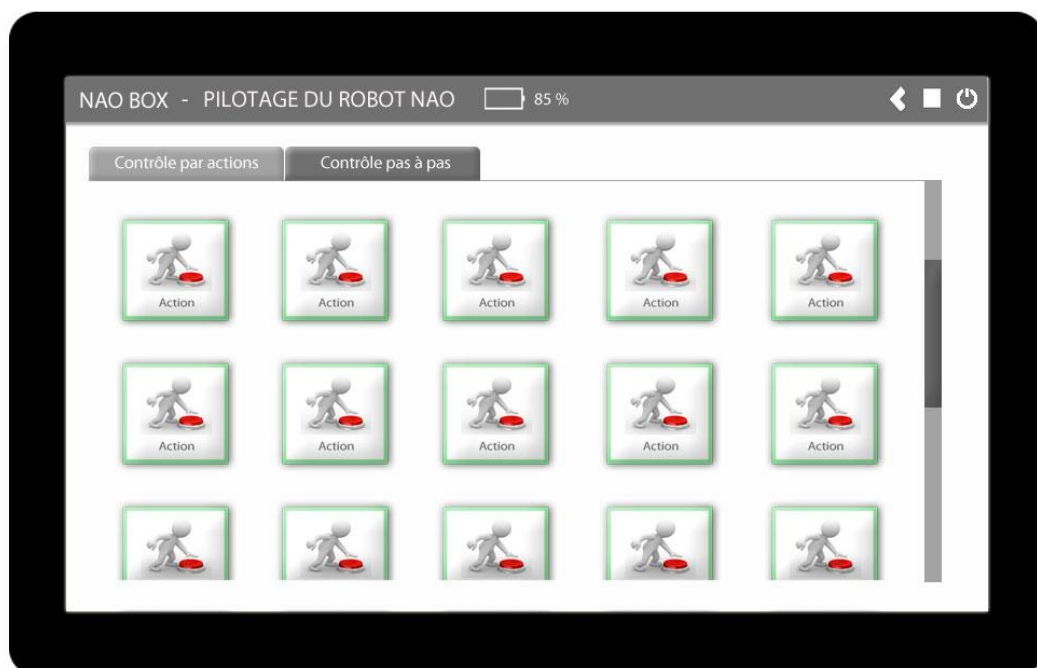 NAO BOX - PILOTAGE DU ROBOT NAO 85 %
Contrôle par actions Contrôle pas à pas
Action Action Action Action Action
Action Action Action Action Action